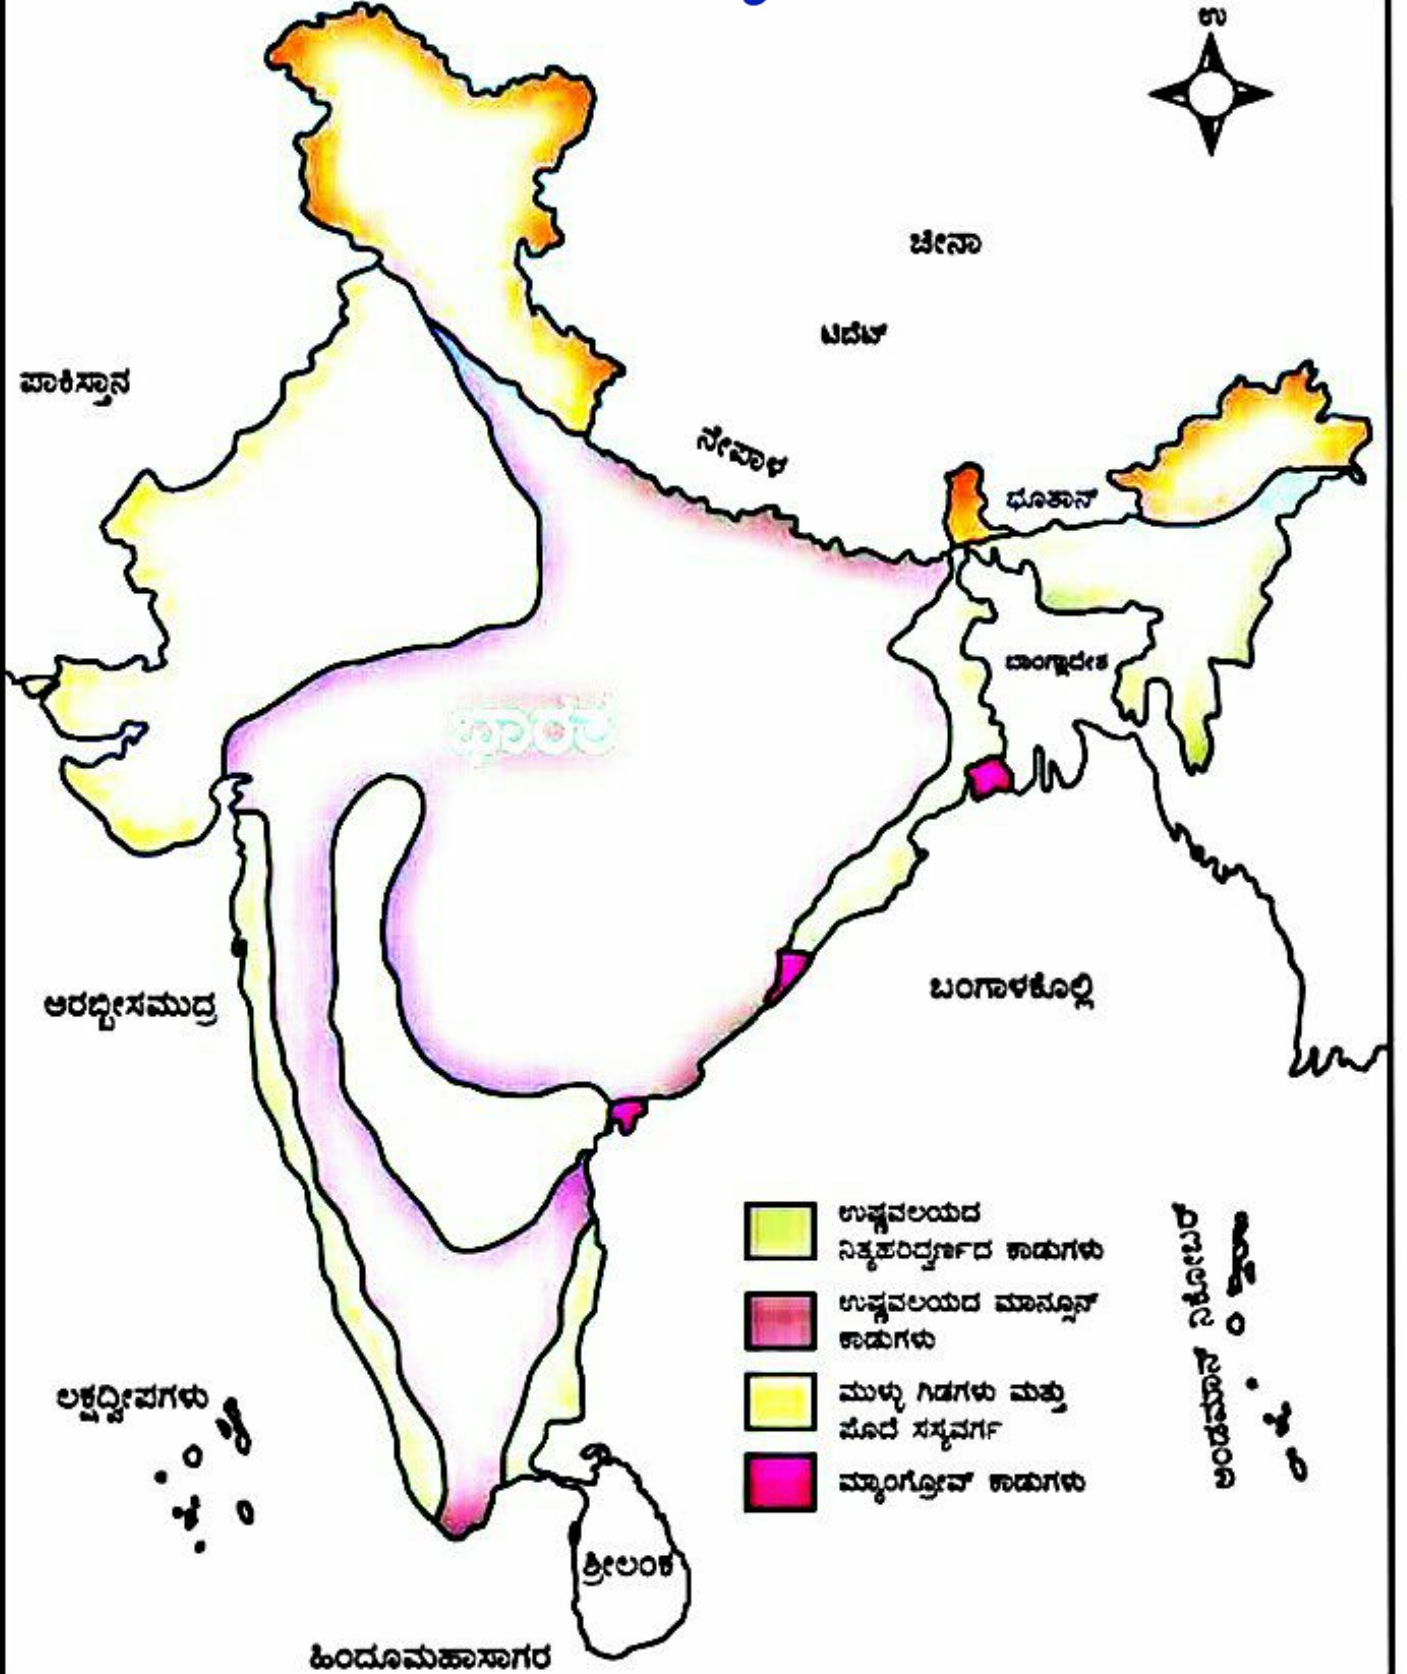 ಉ
ಚೀನಾ
ಟಿಬೆಟ್
ಪಾಕಿಸ್ತಾನ
ನೇಪಾಳ
ಭೂತಾನ್
ಬಾಂಗ್ಲಾದೇಶ
ಭಾರತ
ಅರಬ್ಬೀಸಮುದ್ರ
ಬಂಗಾಳಕೊಲ್ಲಿ
ಉಷ್ಣವಲಯದ
ನಿತ್ಯಹರಿದ್ವರ್ಣದ ಕಾಡುಗಳು
ಉಷ್ಣವಲಯದ ಮಾನ್ಸೂನ್
ಕಾಡುಗಳು
ಮುಳ್ಳು ಗಿಡಗಳು ಮತ್ತು
ಪೊದೆ ಸಸ್ಯವರ್ಗ
ಮ್ಯಾಂಗ್ರೋವ್ ಕಾಡುಗಳು
ಅಂಡಮಾನ್ ನಿಕೋಬಾರ್
ಲಕ್ಷದ್ವೀಪಗಳು
ಶ್ರೀಲಂಕ
ಹಿಂದೂಮಹಾಸಾಗರ